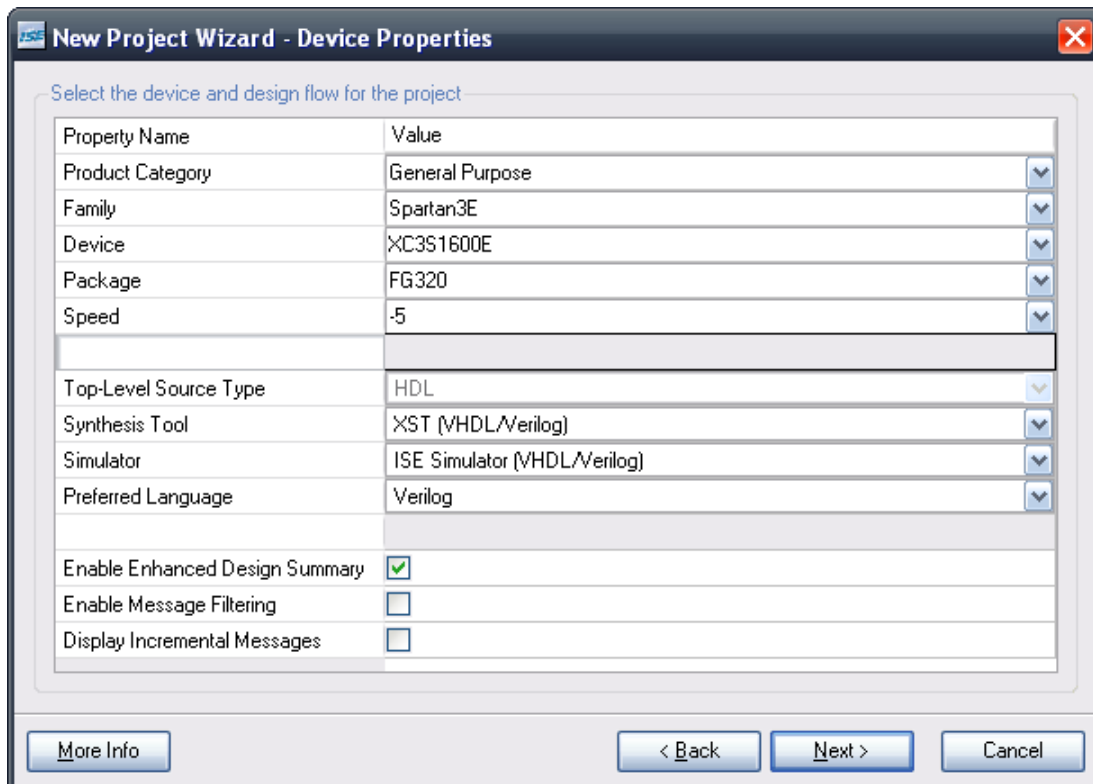 ISE New Project Wizard - Device Properties
Select the device and design flow for the project
Property Name Value
Product Category General Purpose
Family Spartan3E
Device XC3S1600E
Package FG320
Speed -5
Top-Level Source Type HDL
Synthesis Tool XST (VHDL/Verilog)
Simulator ISE Simulator (VHDL/Verilog)
Preferred Language Verilog
Enable Enhanced Design Summary
Enable Message Filtering
Display Incremental Messages
More Info < Back Next > Cancel